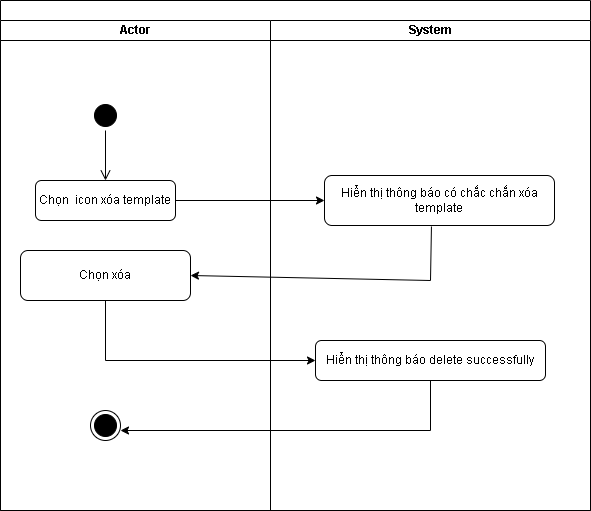 Actor
System
Chọn icon xóa template
Hiển thị thông báo có chắc chắn xóa
template
Chọn xóa
Hiển thị thông báo delete successfully